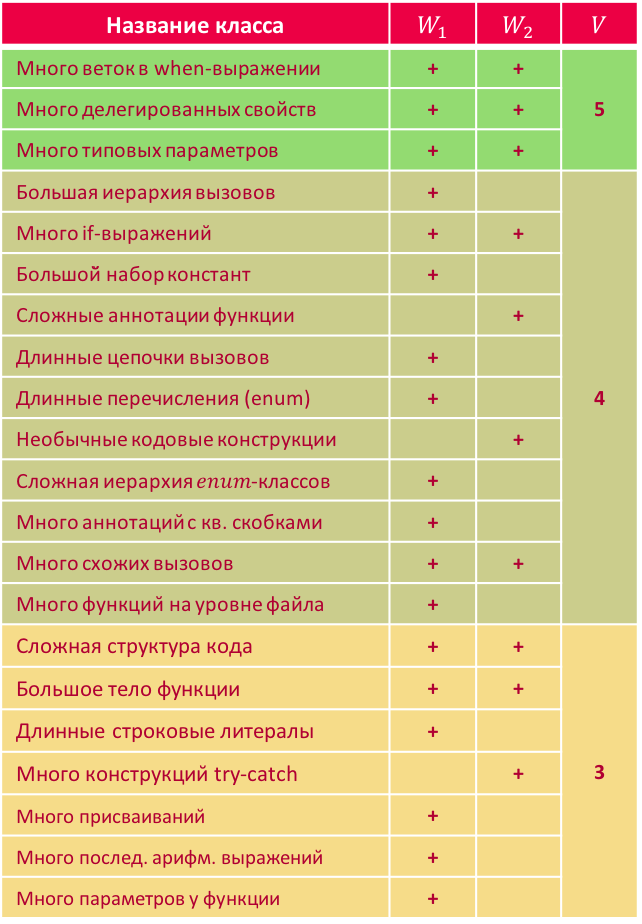 Название класса W₁ W₂ V
Много веток в when-выражении + +
Много делегированных свойств + + 5
Много типовых параметров + +
Большая иерархия вызовов +
Много if-выражений + +
Большой набор констант +
Сложные аннотации функции +
Длинные цепочки вызовов +
Длинные перечисления (enum) + 4
Необычные кодовые конструкции +
Сложная иерархия enum-классов +
Много аннотаций с кв. скобками +
Много схожих вызовов + +
Много функций на уровне файла +
Сложная структура кода + +
Большое тело функции + +
Длинные строковые литералы +
Много конструкций try-catch + 3
Много присваиваний +
Много послед. арифм. выражений +
Много параметров у функции +